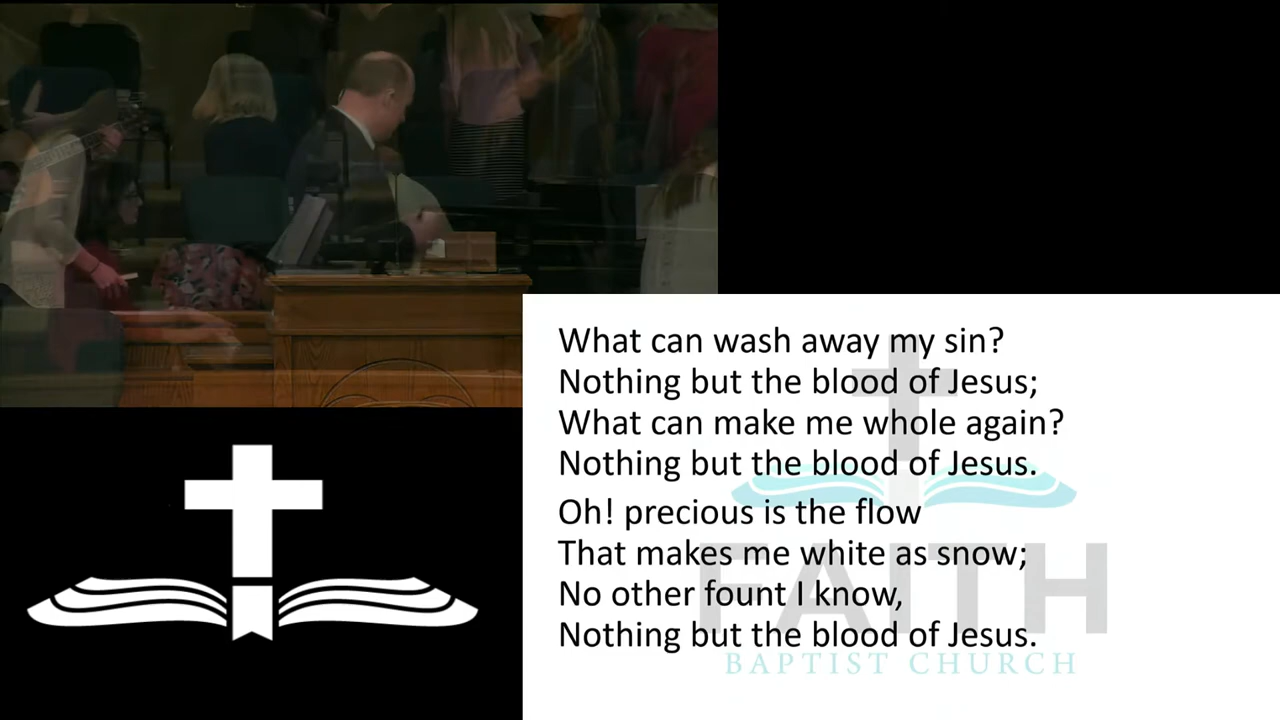 What can wash away my sin?
Nothing but the blood of Jesus;
What can make me whole again?
Nothing but the blood of Jesus.
Oh! precious is the flow
That makes me white as snow;
No other fount I know,
Nothing but the blood of Jesus.
FAITH
BAPTIST CHURCH